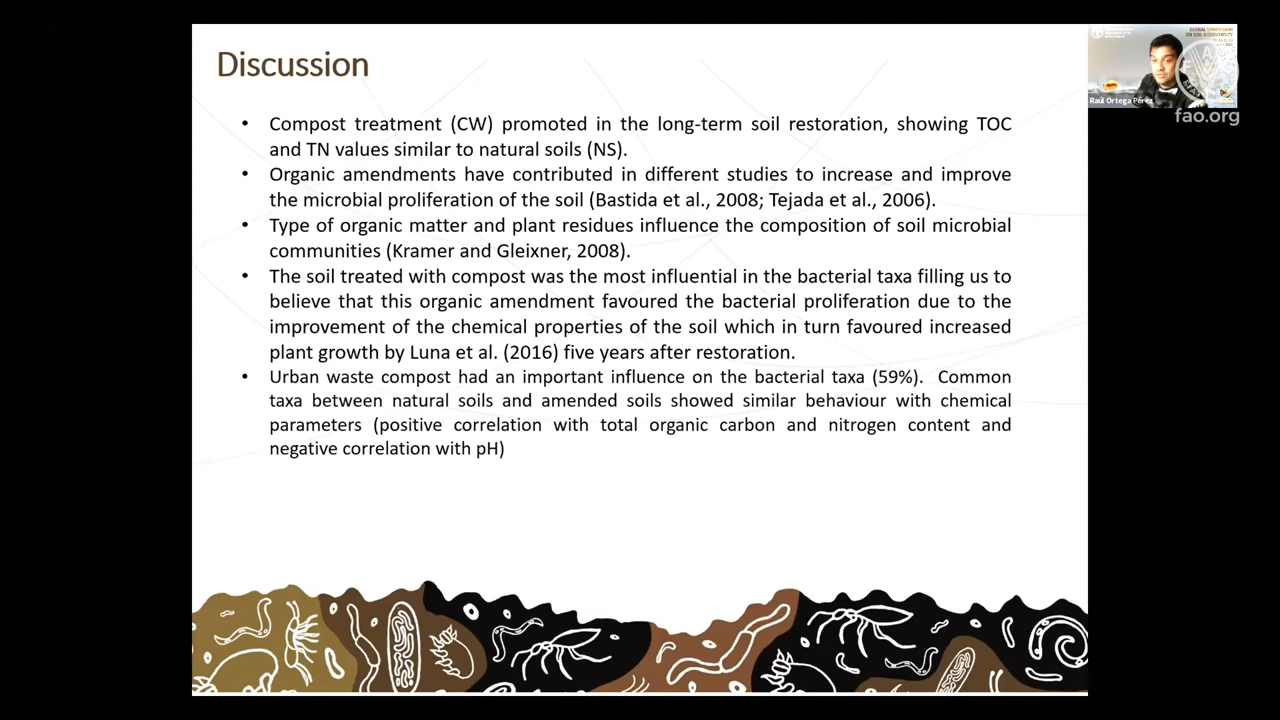 Discussion
• Compost treatment (CW) promoted in the long-term soil restoration, showing TOC
and TN values similar to natural soils (NS).
• Organic amendments have contributed in different studies to increase and improve
the microbial proliferation of the soil (Bastida et al., 2008; Tejada et al., 2006).
• Type of organic matter and plant residues influence the composition of soil microbial
communities (Kramer and Gleixner, 2008).
• The soil treated with compost was the most influential in the bacterial taxa filling us to
believe that this organic amendment favoured the bacterial proliferation due to the
improvement of the chemical properties of the soil which in turn favoured increased
plant growth by Luna et al. (2016) five years after restoration.
• Urban waste compost had an important influence on the bacterial taxa (59%). Common
taxa between natural soils and amended soils showed similar behaviour with chemical
parameters (positive correlation with total organic carbon and nitrogen content and
negative correlation with pH)
GLOBAL SYMPOSIUM
ON SOIL BIODIVERSITY
Raúl Ortega Pérez
fao.org